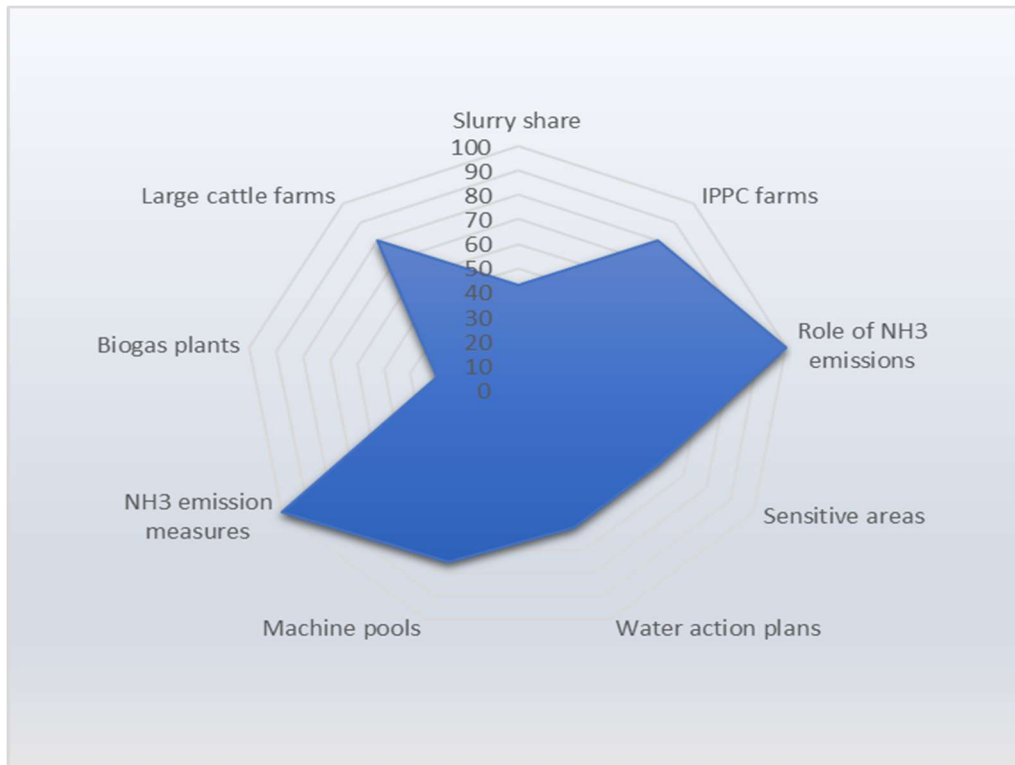 Slurry share
100
90
80
70
60
50
40
30
20
10
0
IPPC farms
Role of NH3
emissions
Sensitive areas
Water action plans
Machine pools
NH3 emission
measures
Biogas plants
Large cattle farms